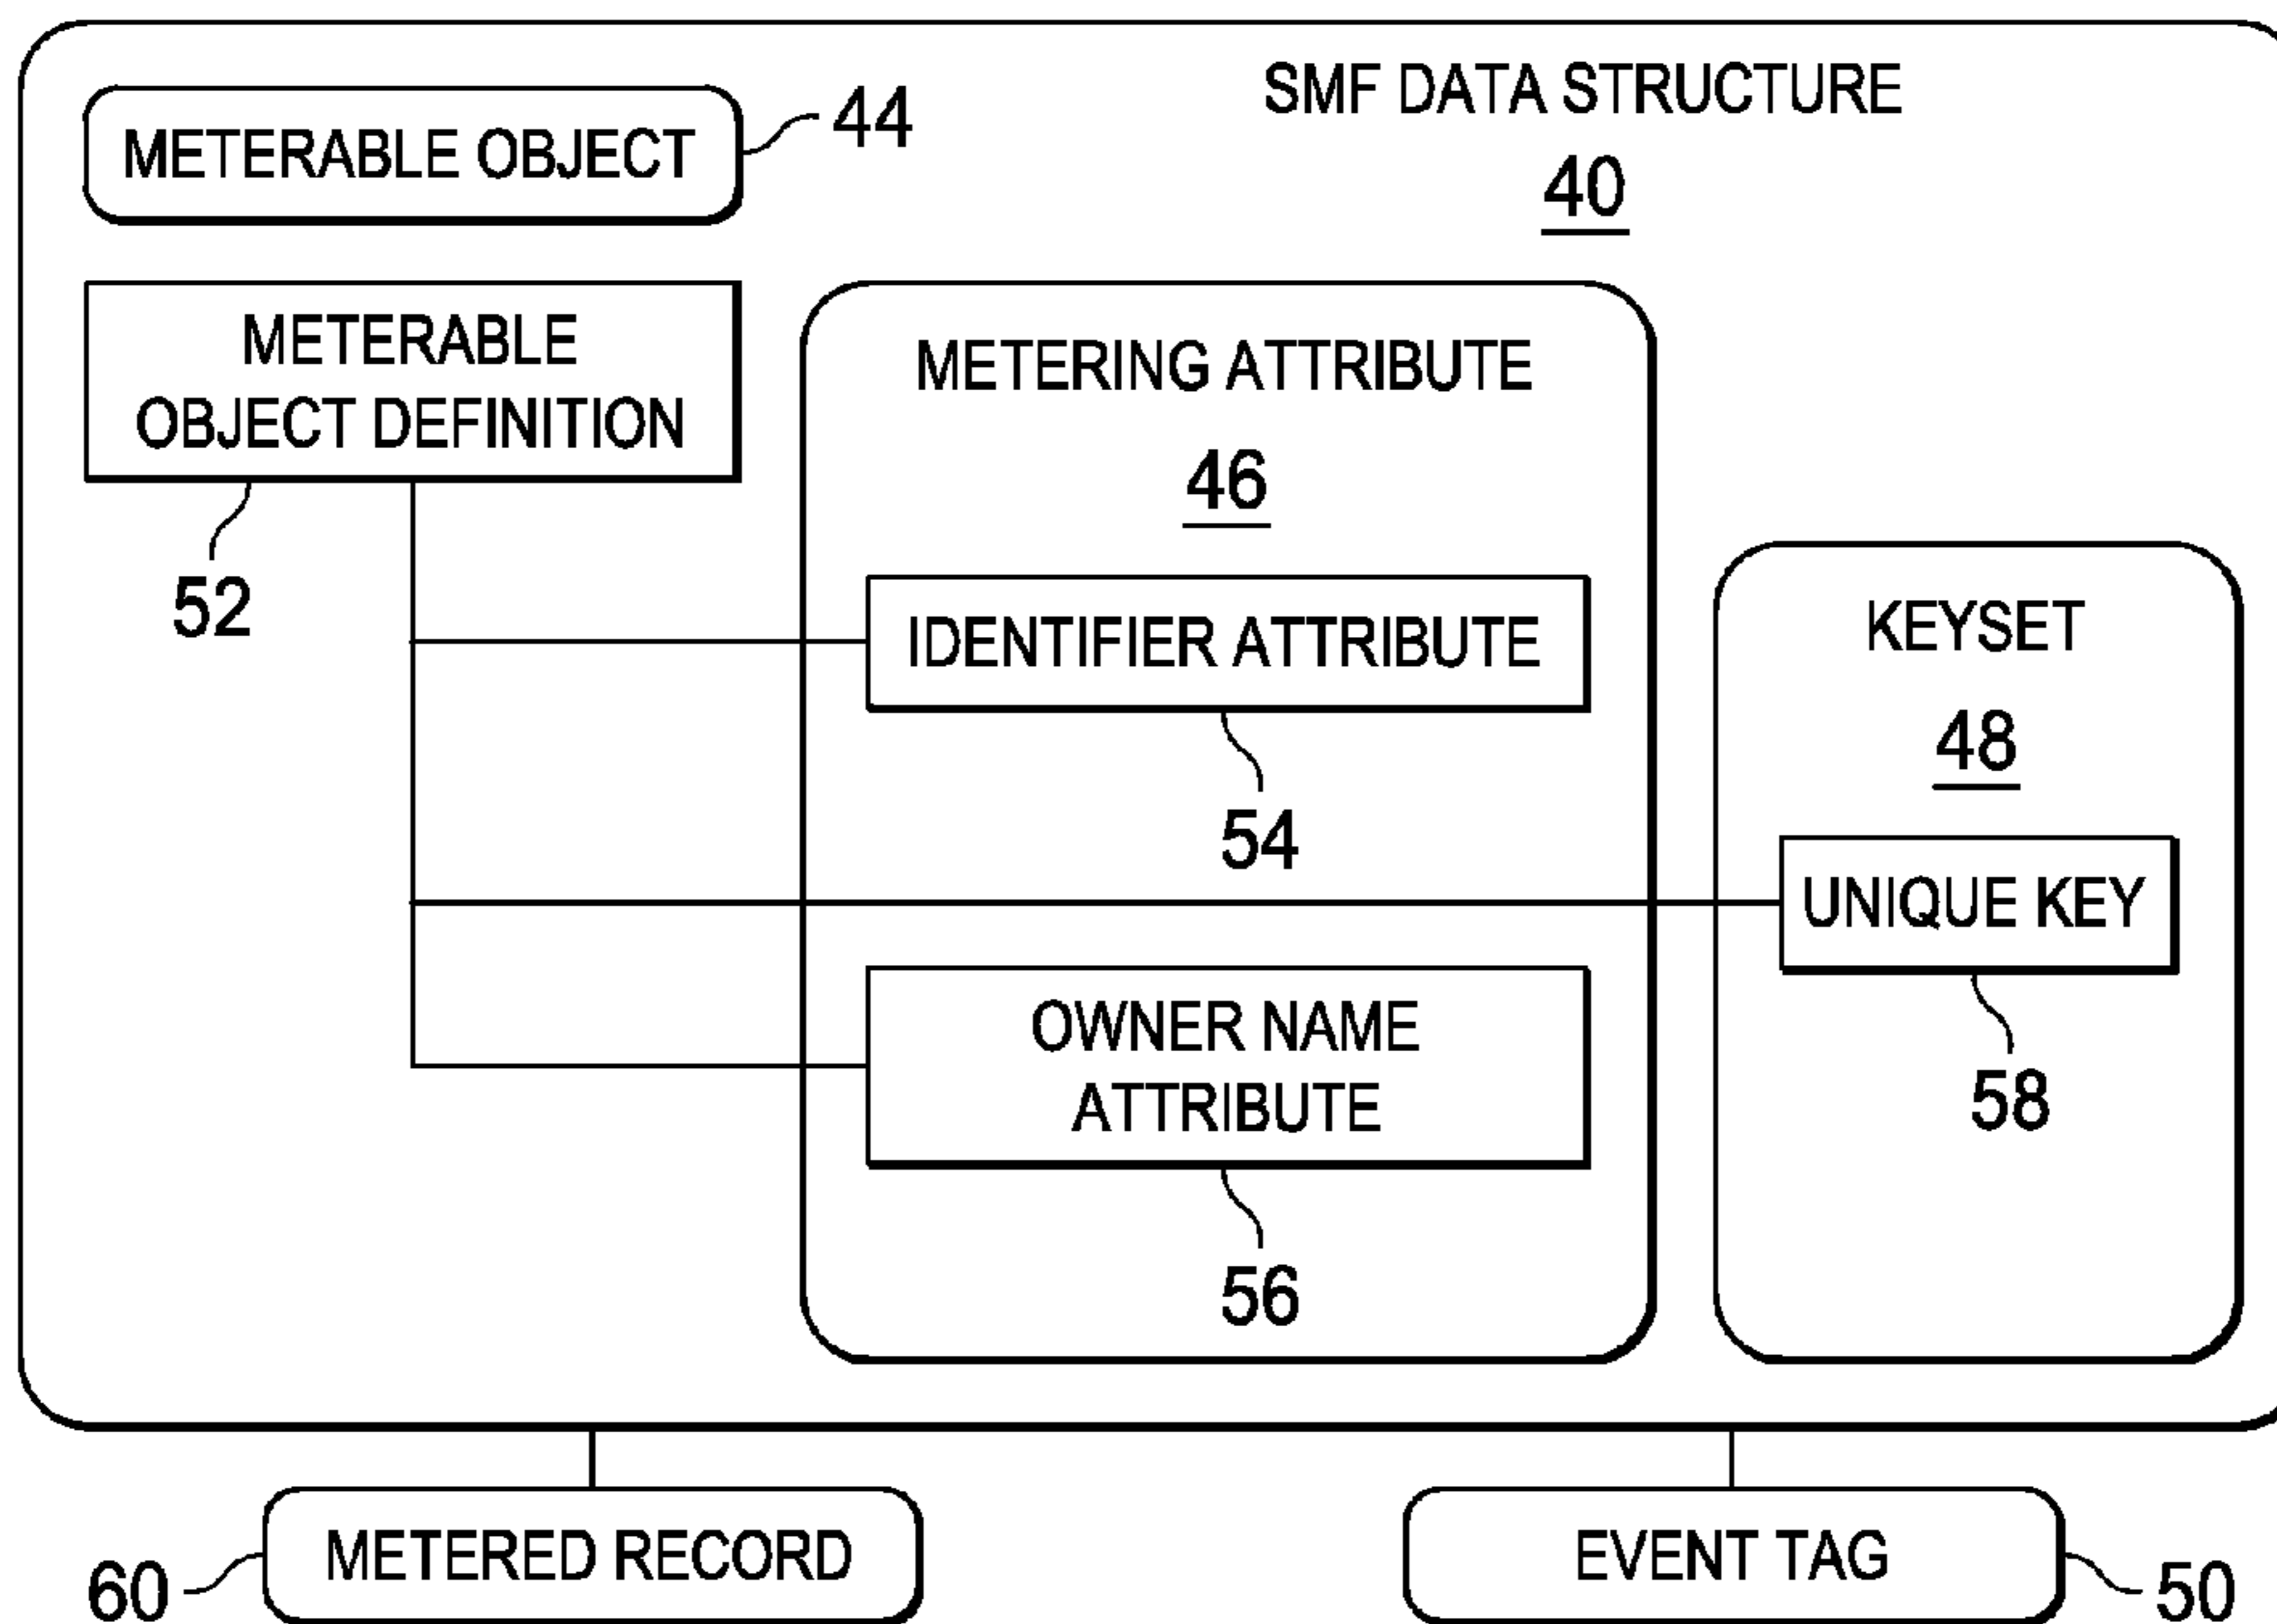 SMF DATA STRUCTURE
40
METERABLE OBJECT
44
METERABLE
OBJECT DEFINITION
52
METERING ATTRIBUTE
46
IDENTIFIER ATTRIBUTE
54
OWNER NAME
ATTRIBUTE
56
KEYSET
48
UNIQUE KEY
58
METERED RECORD
60
EVENT TAG
50